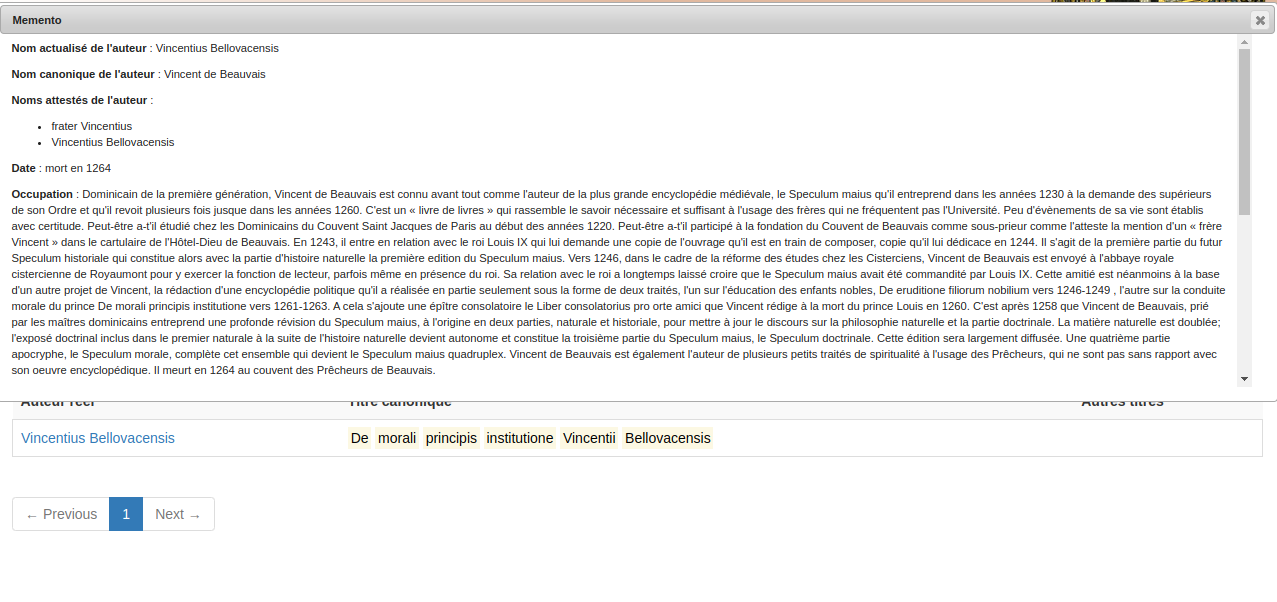 Memento
Nom actualisé de l'auteur : Vincentius Bellovacensis
Nom canonique de l'auteur : Vincent de Beauvais
Noms attestés de l'auteur :
• frater Vincentius
• Vincentius Bellovacensis
Date : mort en 1264
Occupation : Dominicain de la première génération, Vincent de Beauvais est connu avant tout comme l'auteur de la plus grande encyclopédie médiévale, le Speculum maius qu'il entreprend dans les années 1230 à la demande des supérieurs
de son Ordre et qu'il revoit plusieurs fois jusque dans les années 1260. C'est un « livre de livres » qui rassemble le savoir nécessaire et suffisant à l'usage des frères qui ne fréquentent pas l'Université. Peu d'évènements de sa vie sont établis
avec certitude. Peut-être a-t'il étudié chez les Dominicains du Couvent Saint Jacques de Paris au début des années 1220. Peut-être a-t'il participé à la fondation du Couvent de Beauvais comme sous-prieur comme l'atteste la mention d'un « frère
Vincent » dans le cartulaire de l'Hôtel-Dieu de Beauvais. En 1243, il entre en relation avec le roi Louis IX qui lui demande une copie de l'ouvrage qu'il est en train de composer, copie qu'il lui dédicace en 1244. Il s'agit de la première partie du futur
Speculum historiale qui constitue alors avec la partie d'histoire naturelle la première edition du Speculum maius. Vers 1246, dans le cadre de la réforme des études chez les Cisterciens, Vincent de Beauvais est envoyé à l'abbaye royale
cistercienne de Royaumont pour y exercer la fonction de lecteur, parfois même en présence du roi. Sa relation avec le roi a longtemps laissé croire que le Speculum maius avait été commandité par Louis IX. Cette amitié est néanmoins à la base
d'un autre projet de Vincent, la rédaction d'une encyclopédie politique qu'il a réalisée en partie seulement sous la forme de deux traités, l'un sur l'éducation des enfants nobles, De eruditione filiorum nobilium vers 1246-1249 , l'autre sur la conduite
morale du prince De morali principis institutione vers 1261-1263. A cela s'ajoute une épître consolatoire le Liber consolatorius pro orte amici que Vincent rédige à la mort du prince Louis en 1260. C'est après 1258 que Vincent de Beauvais, prié
par les maîtres dominicains entreprend une profonde révision du Speculum maius, à l'origine en deux parties, naturale et historiale, pour mettre à jour le discours sur la philosophie naturelle et la partie doctrinale. La matière naturelle est doublée;
l'exposé doctrinal inclus dans le premier naturale à la suite de l'histoire naturelle devient autonome et constitue la troisième partie du Speculum maius, le Speculum doctrinale. Cette édition sera largement diffusée. Une quatrième partie
apocryphe, le Speculum morale, complète cet ensemble qui devient le Speculum maius quadruplex. Vincent de Beauvais est également l'auteur de plusieurs petits traités de spiritualité à l'usage des Prêcheurs, qui ne sont pas sans rapport avec
son oeuvre encyclopédique. Il meurt en 1264 au couvent des Prêcheurs de Beauvais.
Auteur réel Titre canonique Autres titres
Vincentius Bellovacensis De morali principis institutione Vincentii Bellovacensis
← Previous 1 Next →